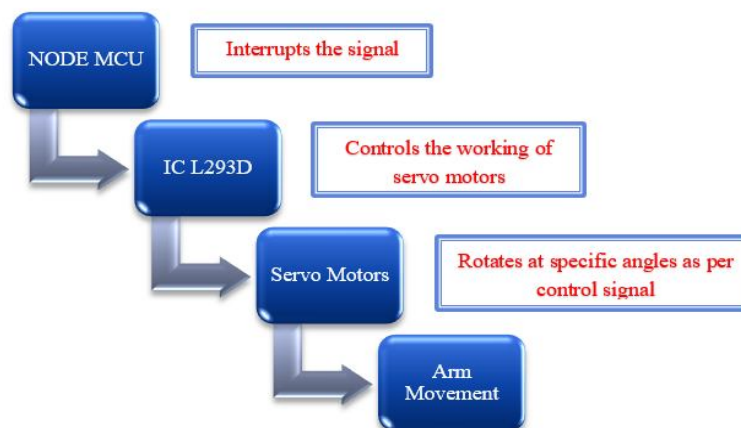 NODE MCU
Interrupts the signal
IC L293D
Controls the working of
servo motors
Servo Motors
Rotates at specific angles as per
control signal
Arm
Movement